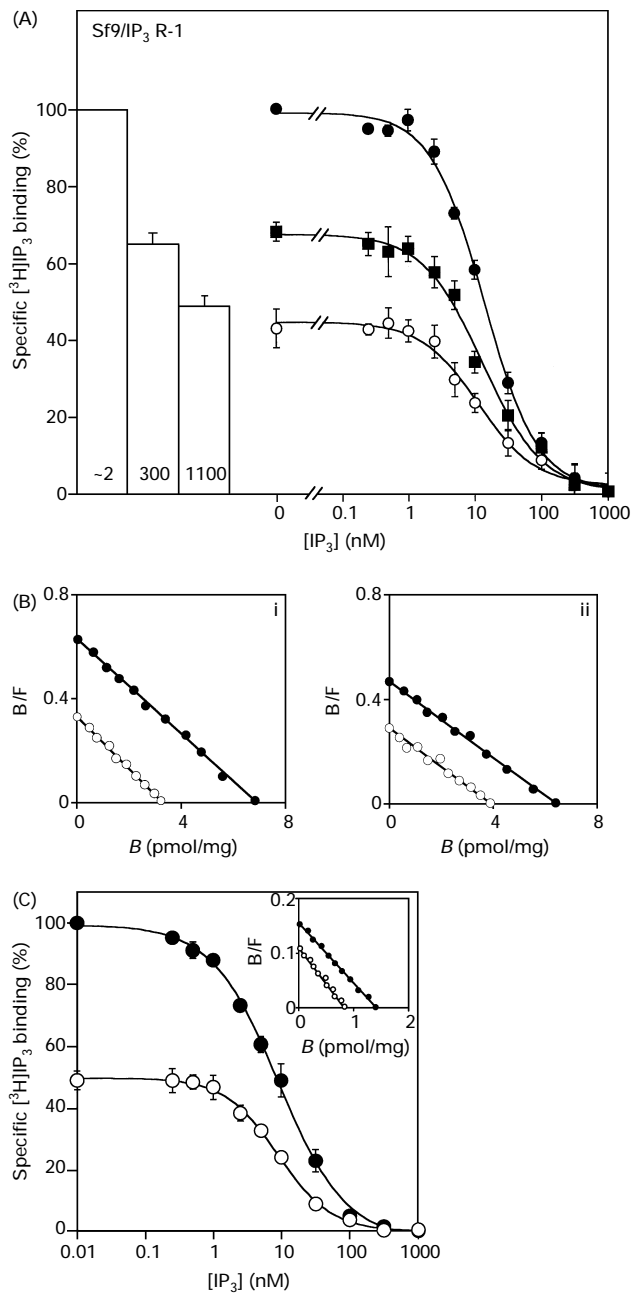 (A)
Sf9/IP3 R-1
Specific [3H]IP3 binding (%)
100
80
60
40
20
0
~2 300 1100
0 0.1 1 10 100 1000
[IP3] (nM)
(B)
i
B/F
0.8
0.4
0
0 4 8
B (pmol/mg)
ii
B/F
0.8
0.4
0
0 4 8
B (pmol/mg)
(C)
Specific [3H]IP3 binding (%)
100
80
60
40
20
0
0.01 0.1 1 10 100 1000
[IP3] (nM)
B/F
0.2
0.1
0
0 1 2
B (pmol/mg)